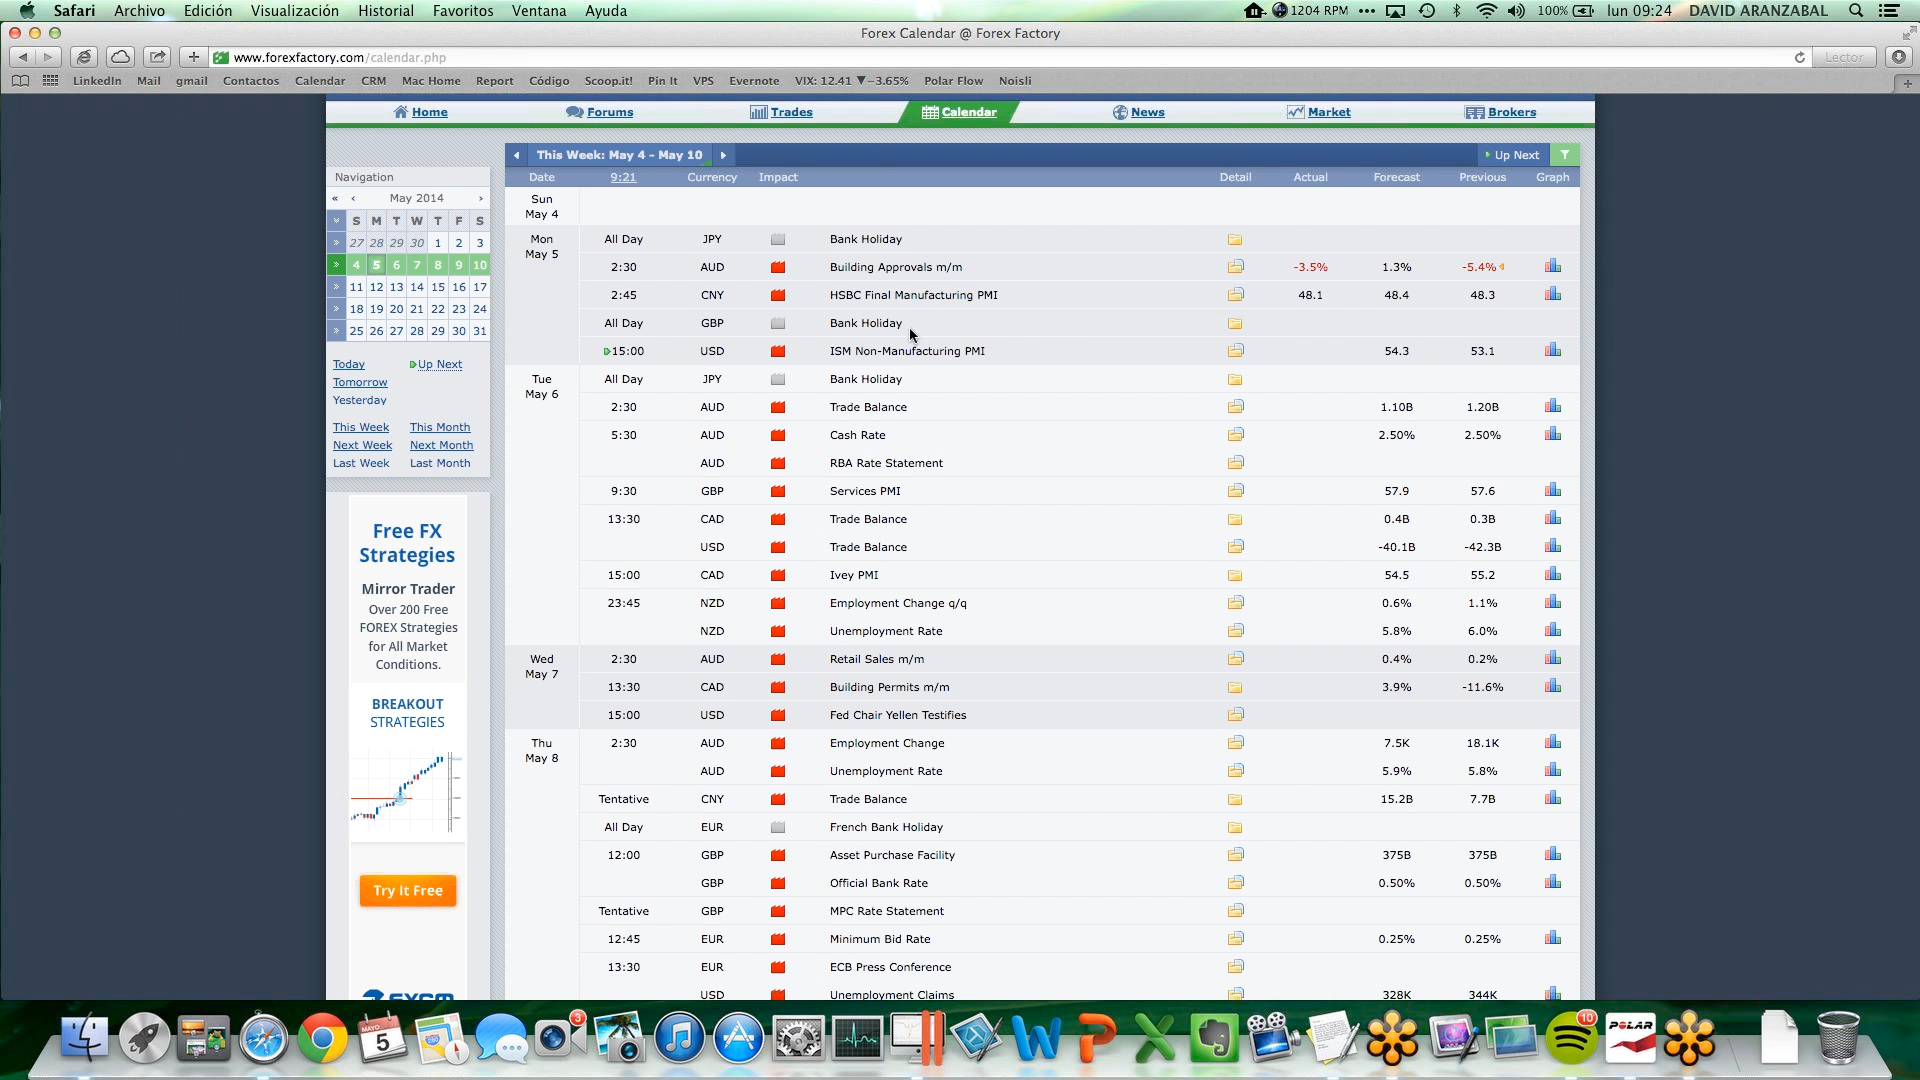 Safari Archivo Edición Visualización Historial Favoritos Ventana Ayuda 1204 RPM 100% lun 09:24 DAVID ARANZABAL
Forex Calendar @ Forex Factory
www.forexfactory.com/calendar.php Lector
LinkedIn Mail gmail Contactos Calendar CRM Mac Home Report Código Scoop.it! Pin It VPS Evernote VIX: 12.41 ▼−3.65% Polar Flow Noisli
Home Forums Trades Calendar News Market Brokers
This Week: May 4 - May 10 Up Next
Navigation
« ‹ May 2014 ›
S M T W T F S
27 28 29 30 1 2 3
4 5 6 7 8 9 10
11 12 13 14 15 16 17
18 19 20 21 22 23 24
25 26 27 28 29 30 31
Today Up Next
Tomorrow
Yesterday
This Week This Month
Next Week Next Month
Last Week Last Month
Free FX
Strategies
Mirror Trader
Over 200 Free
FOREX Strategies
for All Market
Conditions.
BREAKOUT
STRATEGIES
Try It Free
FXCM
Date 9:21 Currency Impact Detail Actual Forecast Previous Graph
Sun
May 4
Mon
May 5
All Day JPY Bank Holiday
2:30 AUD Building Approvals m/m -3.5% 1.3% -5.4%
2:45 CNY HSBC Final Manufacturing PMI 48.1 48.4 48.3
All Day GBP Bank Holiday
15:00 USD ISM Non-Manufacturing PMI 54.3 53.1
Tue
May 6
All Day JPY Bank Holiday
2:30 AUD Trade Balance 1.10B 1.20B
5:30 AUD Cash Rate 2.50% 2.50%
AUD RBA Rate Statement
9:30 GBP Services PMI 57.9 57.6
13:30 CAD Trade Balance 0.4B 0.3B
USD Trade Balance -40.1B -42.3B
15:00 CAD Ivey PMI 54.5 55.2
23:45 NZD Employment Change q/q 0.6% 1.1%
NZD Unemployment Rate 5.8% 6.0%
Wed
May 7
2:30 AUD Retail Sales m/m 0.4% 0.2%
13:30 CAD Building Permits m/m 3.9% -11.6%
15:00 USD Fed Chair Yellen Testifies
Thu
May 8
2:30 AUD Employment Change 7.5K 18.1K
AUD Unemployment Rate 5.9% 5.8%
Tentative CNY Trade Balance 15.2B 7.7B
All Day EUR French Bank Holiday
12:00 GBP Asset Purchase Facility 375B 375B
GBP Official Bank Rate 0.50% 0.50%
Tentative GBP MPC Rate Statement
12:45 EUR Minimum Bid Rate 0.25% 0.25%
13:30 EUR ECB Press Conference
USD Unemployment Claims 328K 344K
MAYO
5
3
10
POLAR